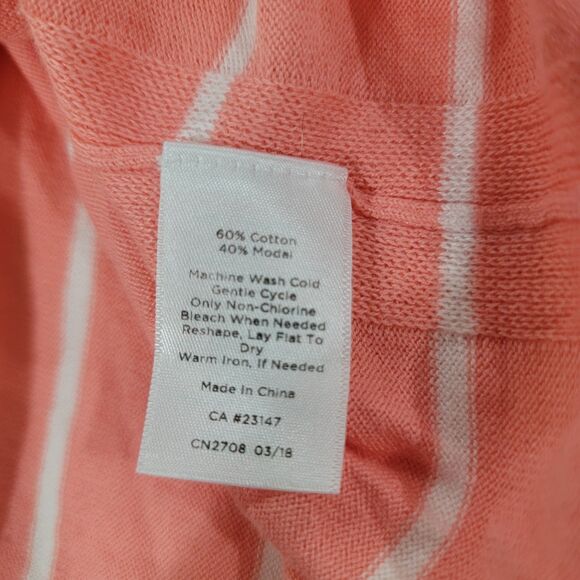 60% Cotton
40% Modal
Machine Wash Cold
Gentle Cycle
Only Non-Chlorine
Bleach When Needed
Reshape, Lay Flat To
Dry
Warm Iron, If Needed
Made In China
CA #23147
CN2708 03/18